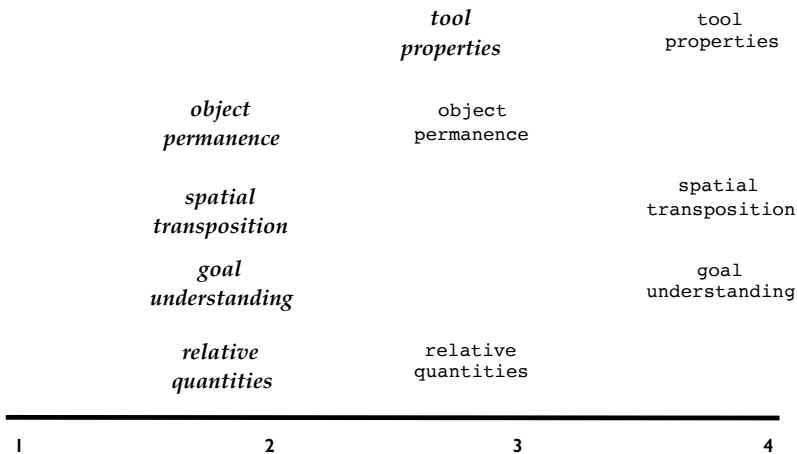 tool
properties
tool
properties
object
permanence
object
permanence
spatial
transposition
spatial
transposition
goal
understanding
goal
understanding
relative
quantities
relative
quantities
1 2 3 4